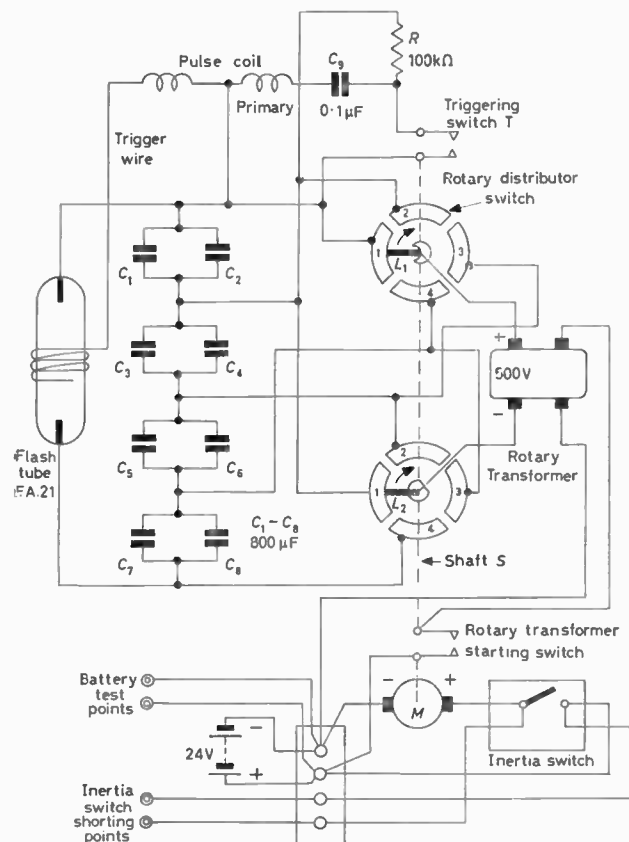 R
100kΩ
Pulse coil
C9
Primary
0·1µF
Trigger
wire
Triggering
switch T
Rotary distributor
switch
2
1
3
L1
4
C1
C2
+
500V
−
C3
C4
Rotary
Transformer
C5
C6
2
1
3
L2
4
Flash
tube
FA.21
C1 – C8
800 µF
C7
C8
Shaft S
Rotary transformer
starting switch
Battery
test
points
−
+
M
24V
−
+
Inertia switch
Inertia
switch
shorting
points